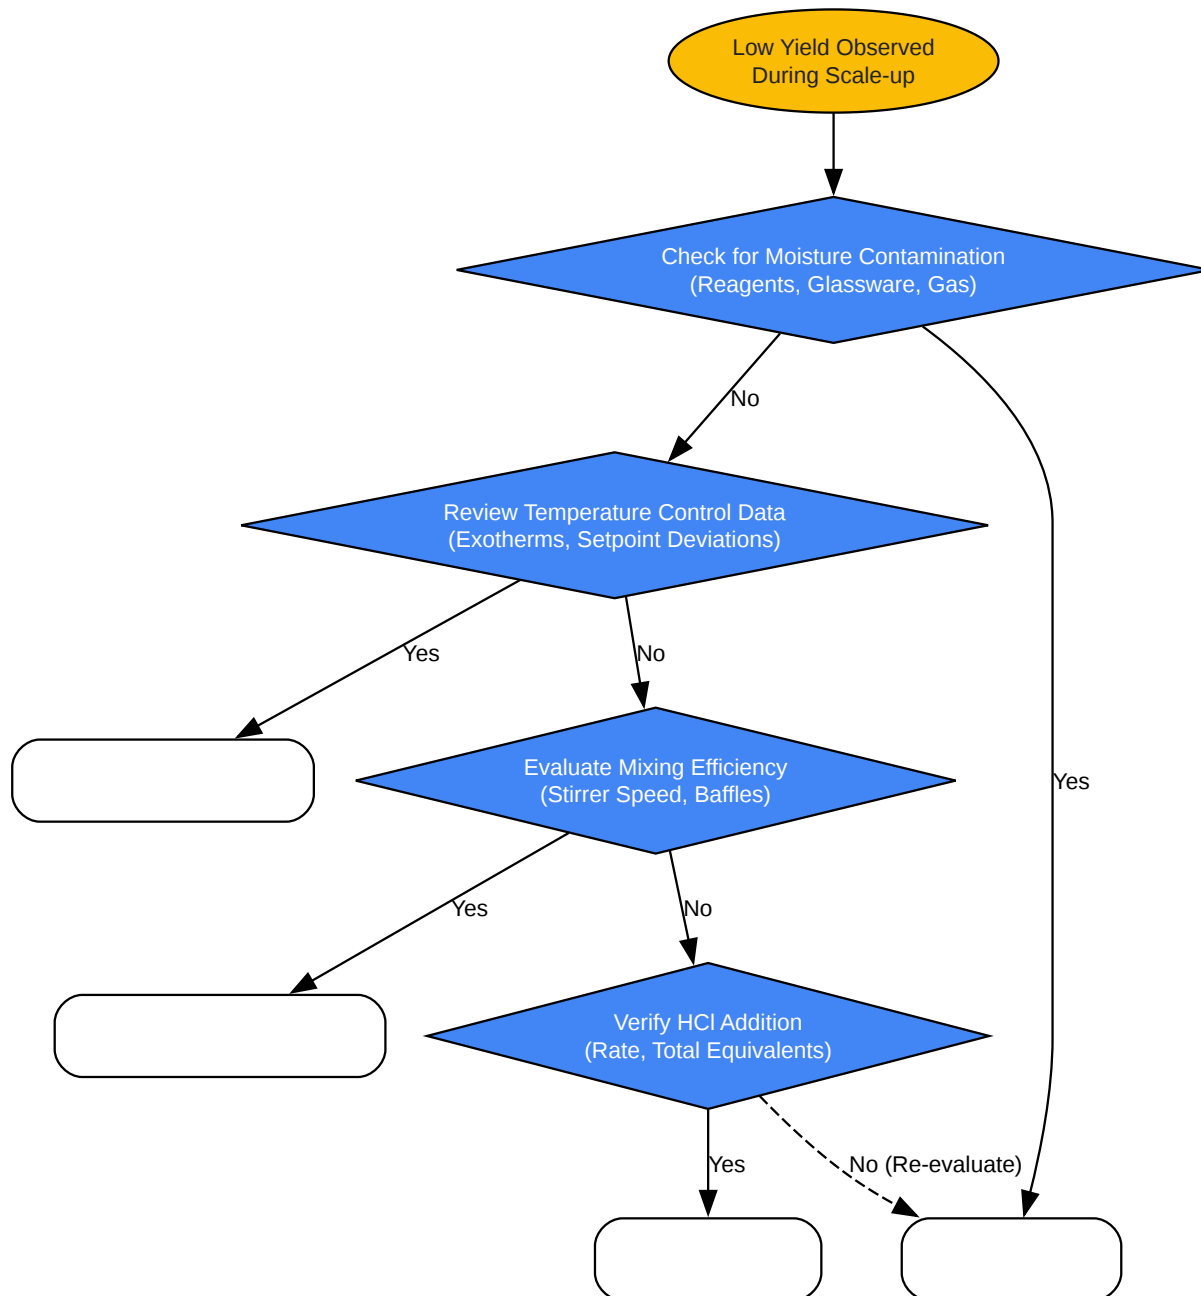 Low Yield Observed
During Scale-up
Check for Moisture Contamination
(Reagents, Glassware, Gas)
No
Review Temperature Control Data
(Exotherms, Setpoint Deviations)
Yes
No
Evaluate Mixing Efficiency
(Stirrer Speed, Baffles)
Yes
Yes
No
Verify HCl Addition
(Rate, Total Equivalents)
Yes
No (Re-evaluate)